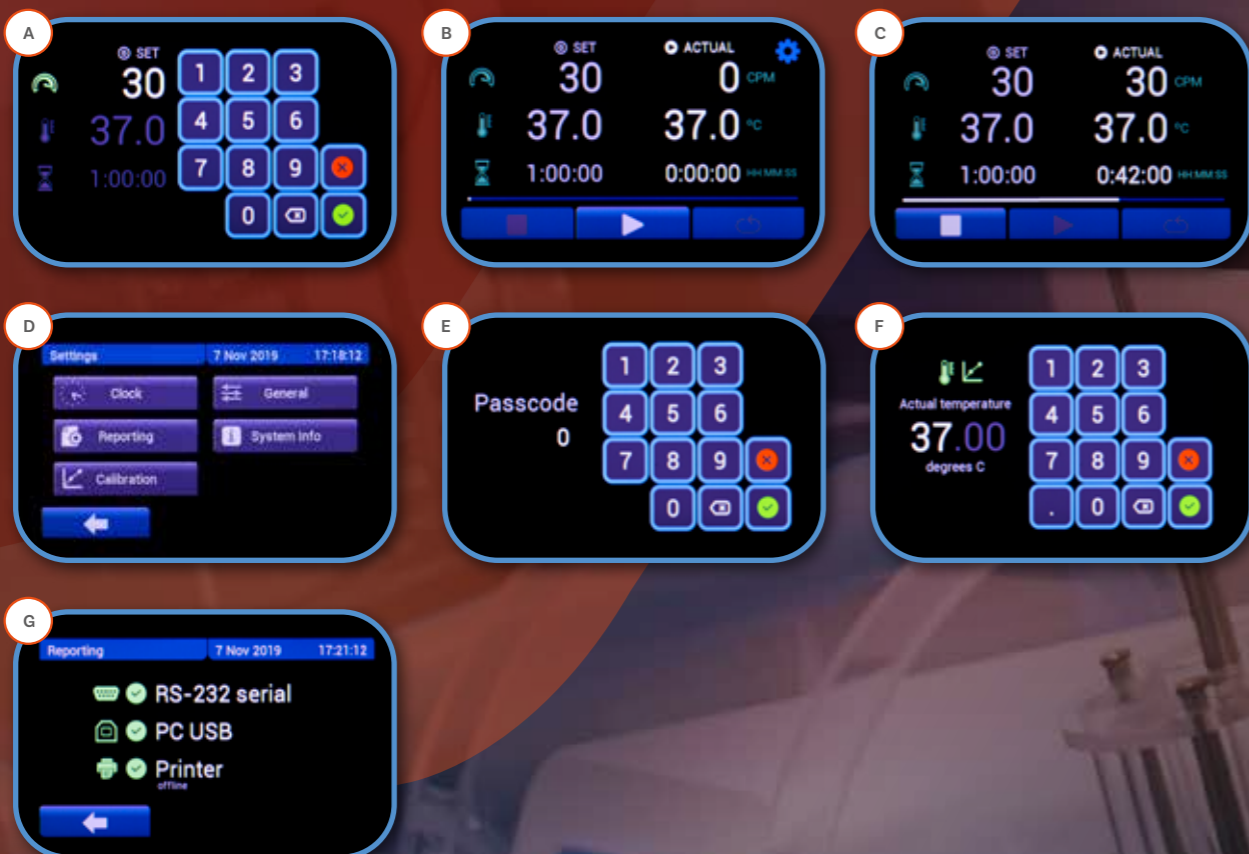 A
SET
30
37.0
1:00:00
1 2 3
4 5 6
7 8 9
0
B
SET ACTUAL
30 0 CPM
37.0 37.0 °C
1:00:00 0:00:00 HH:MM:SS
C
SET ACTUAL
30 30 CPM
37.0 37.0 °C
1:00:00 0:42:00 HH:MM:SS
D
Settings 7 Nov 2019 17:18:12
Clock General
Reporting System Info
Calibration
E
Passcode
0
1 2 3
4 5 6
7 8 9
0
F
Actual temperature
37.00
degrees C
1 2 3
4 5 6
7 8 9
. 0
G
Reporting 7 Nov 2019 17:21:12
RS-232 serial
PC USB
Printer
offline